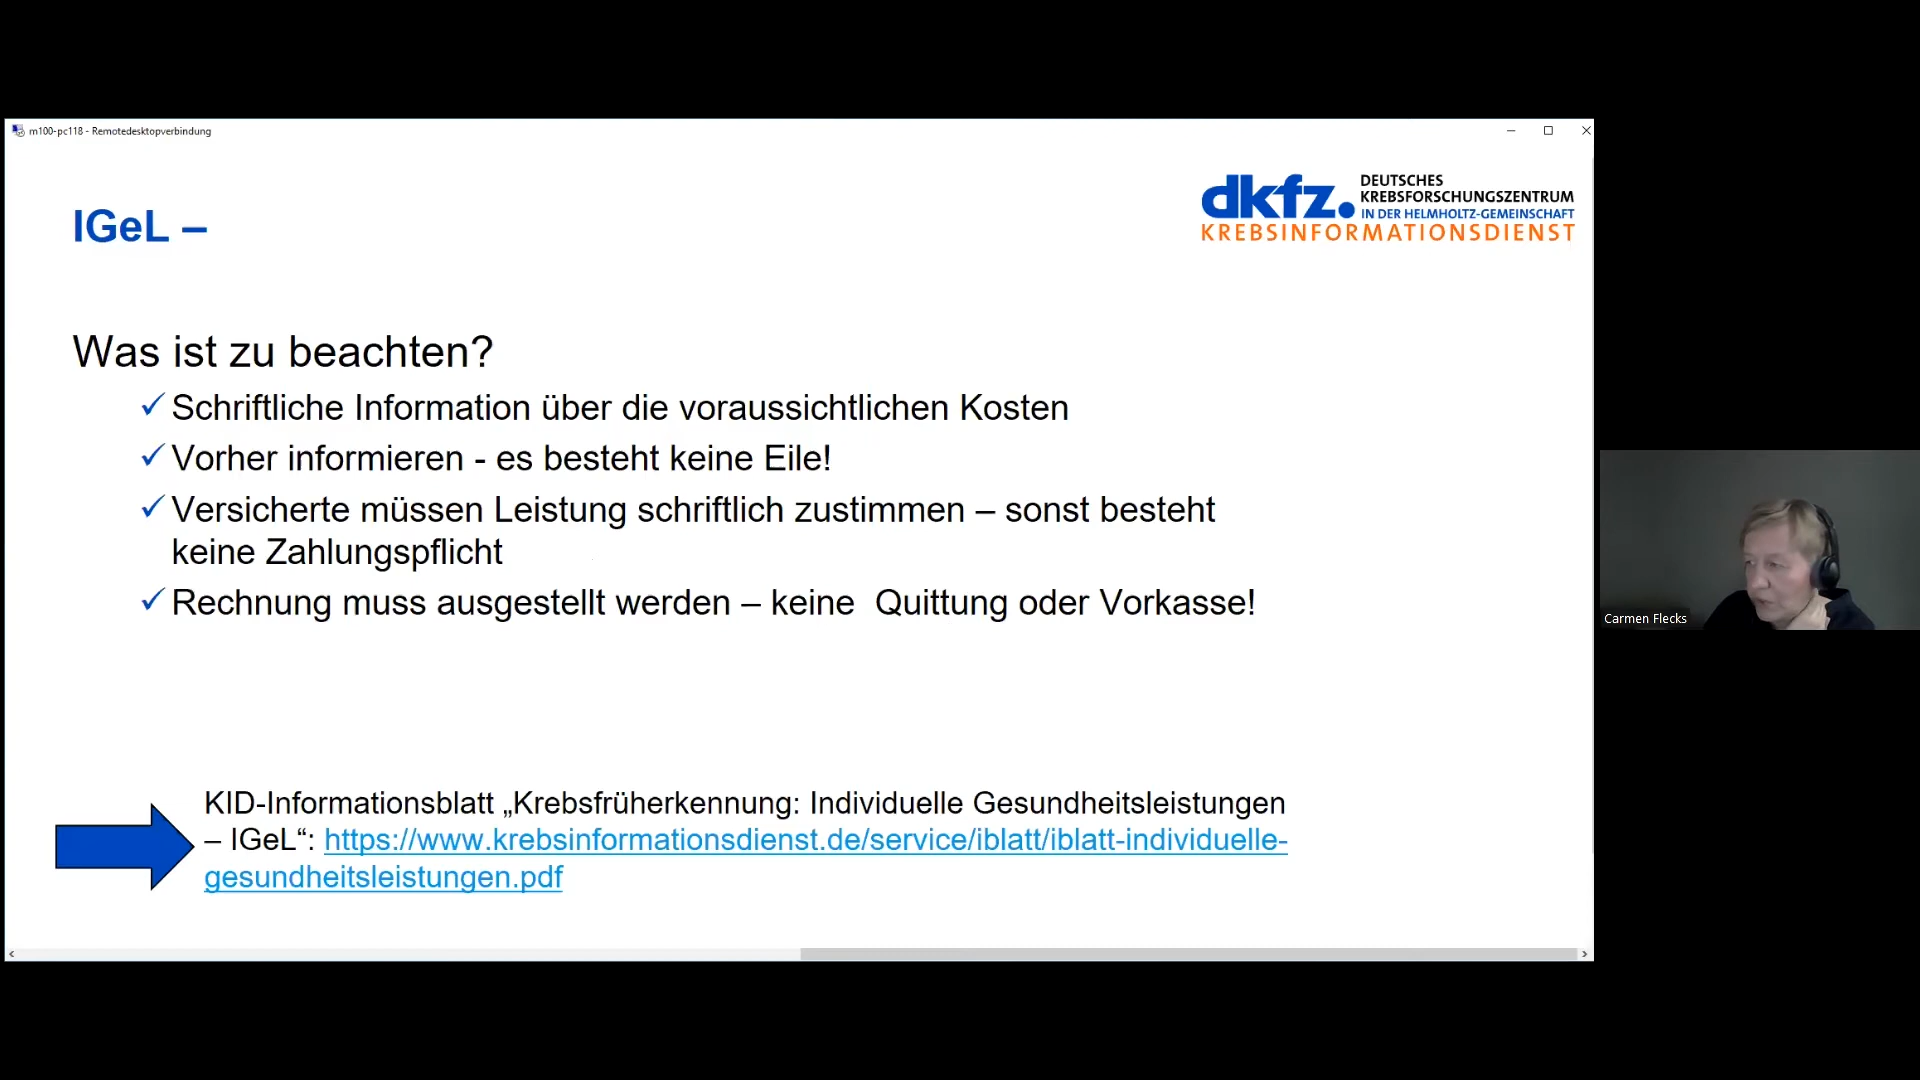 m100-pc118 - Remotedesktopverbindung
dkfz.
DEUTSCHES
KREBSFORSCHUNGSZENTRUM
IN DER HELMHOLTZ-GEMEINSCHAFT
KREBSINFORMATIONSDIENST
IGeL –
Was ist zu beachten?
✓ Schriftliche Information über die voraussichtlichen Kosten
✓ Vorher informieren - es besteht keine Eile!
✓ Versicherte müssen Leistung schriftlich zustimmen – sonst besteht
keine Zahlungspflicht
✓ Rechnung muss ausgestellt werden – keine  Quittung oder Vorkasse!
Carmen Flecks
KID-Informationsblatt „Krebsfrüherkennung: Individuelle Gesundheitsleistungen
– IGeL“: https://www.krebsinformationsdienst.de/service/iblatt/iblatt-individuelle-
gesundheitsleistungen.pdf